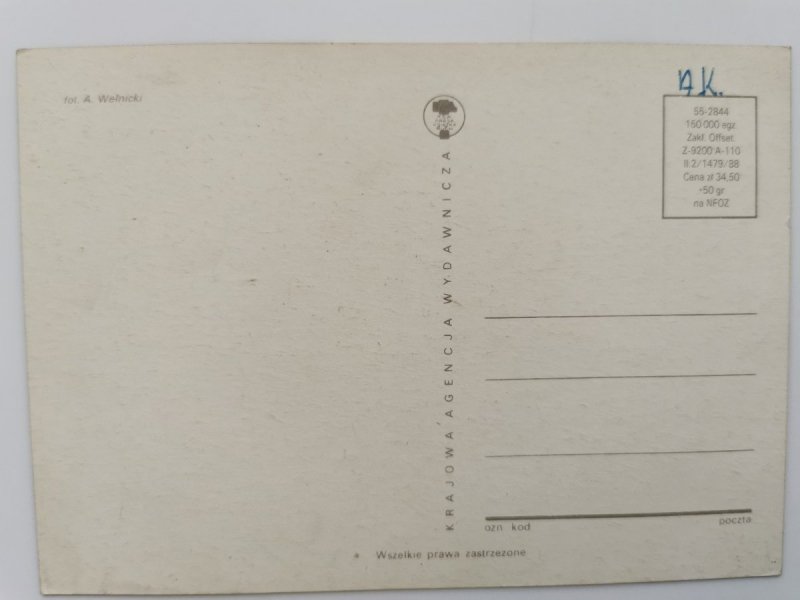 fot. A. Wełnicki
A.K.
55-2844
150 000 egz.
Zakł. Offset.
Z-9200 A-110
II.2/1479/88
Cena zł 34,50
+50 gr
na NFOZ
KRAJOWA AGENCJA WYDAWNICZA
ozn. kod
poczta
Wszelkie prawa zastrzeżone